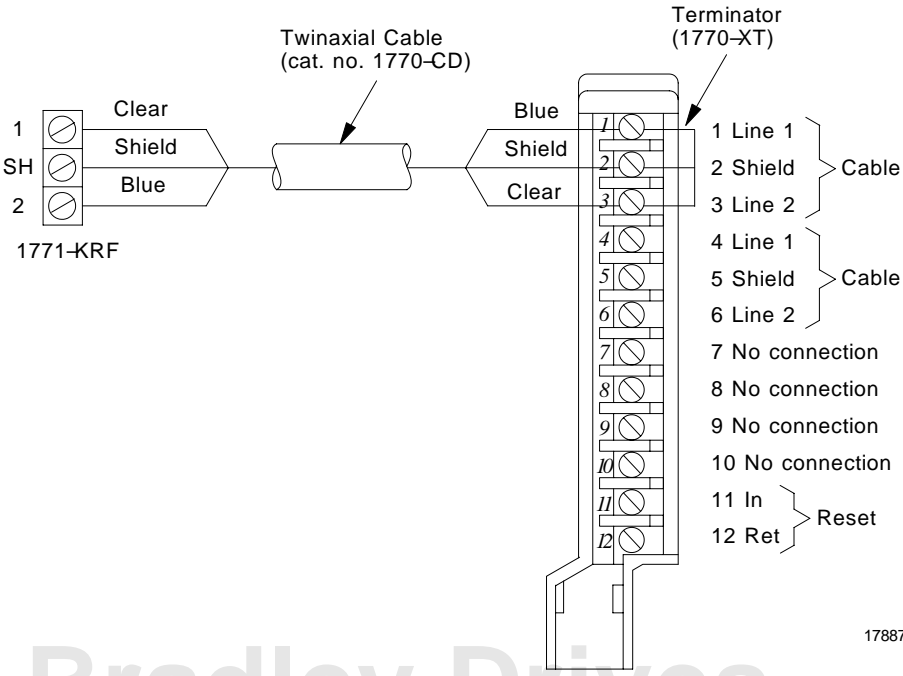 Terminator
(1770–XT)
Twinaxial Cable
(cat. no. 1770–CD)
Clear
Shield
Blue
1
SH
2
1771–KRF
Blue
Shield
Clear
1
2
3
4
5
6
7
8
9
10
11
12
1 Line 1
2 Shield
3 Line 2
Cable
4 Line 1
5 Shield
6 Line 2
Cable
7 No connection
8 No connection
9 No connection
10 No connection
11 In
12 Ret
Reset
17887
Bradley Drives